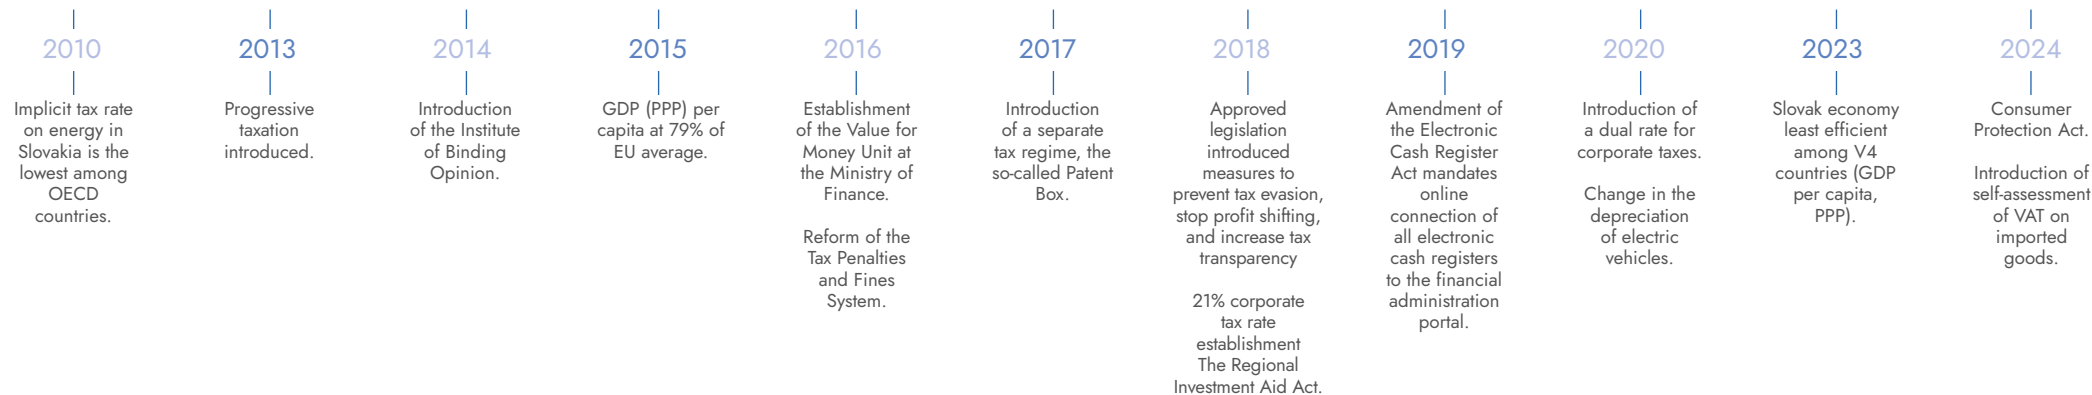 2010
Implicit tax rate
on energy in
Slovakia is the
lowest among
OECD
countries.
2013
Progressive
taxation
introduced.
2014
Introduction
of the Institute
of Binding
Opinion.
2015
GDP (PPP) per
capita at 79% of
EU average.
2016
Establishment
of the Value for
Money Unit at
the Ministry of
Finance.
Reform of the
Tax Penalties
and Fines
System.
2017
Introduction
of a separate
tax regime, the
so-called Patent
Box.
2018
Approved
legislation
introduced
measures to
prevent tax evasion,
stop profit shifting,
and increase tax
transparency
21% corporate
tax rate
establishment
The Regional
Investment Aid Act.
2019
Amendment of
the Electronic
Cash Register
Act mandates
online
connection of
all electronic
cash registers
to the financial
administration
portal.
2020
Introduction of
a dual rate for
corporate taxes.
Change in the
depreciation
of electric
vehicles.
2023
Slovak economy
least efficient
among V4
countries (GDP
per capita,
PPP).
2024
Consumer
Protection Act.
Introduction of
self-assessment
of VAT on
imported
goods.